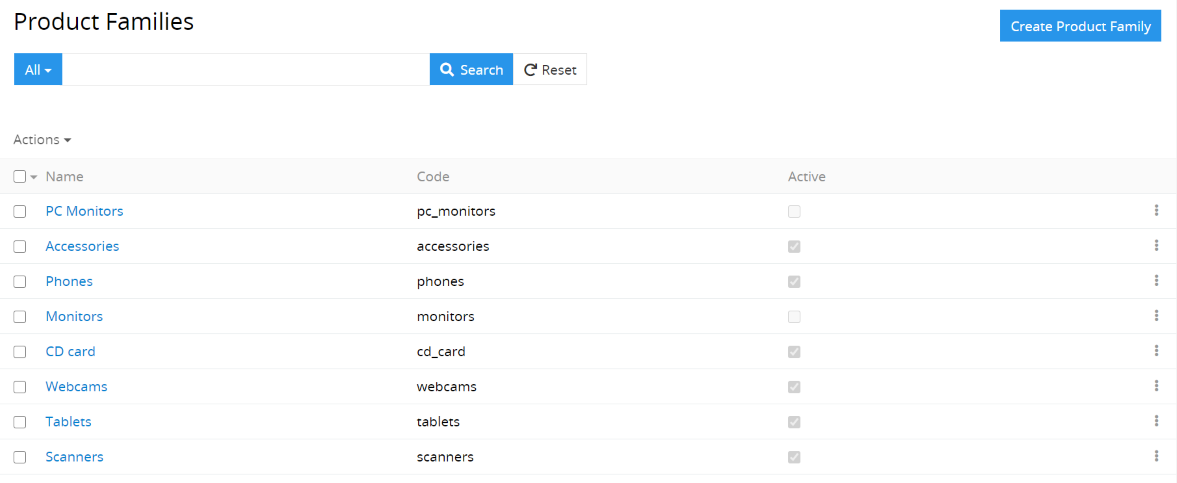 Product Families
Create Product Family
All Search Reset
Actions
Name Code Active
PC Monitors pc_monitors
Accessories accessories
Phones phones
Monitors monitors
CD card cd_card
Webcams webcams
Tablets tablets
Scanners scanners